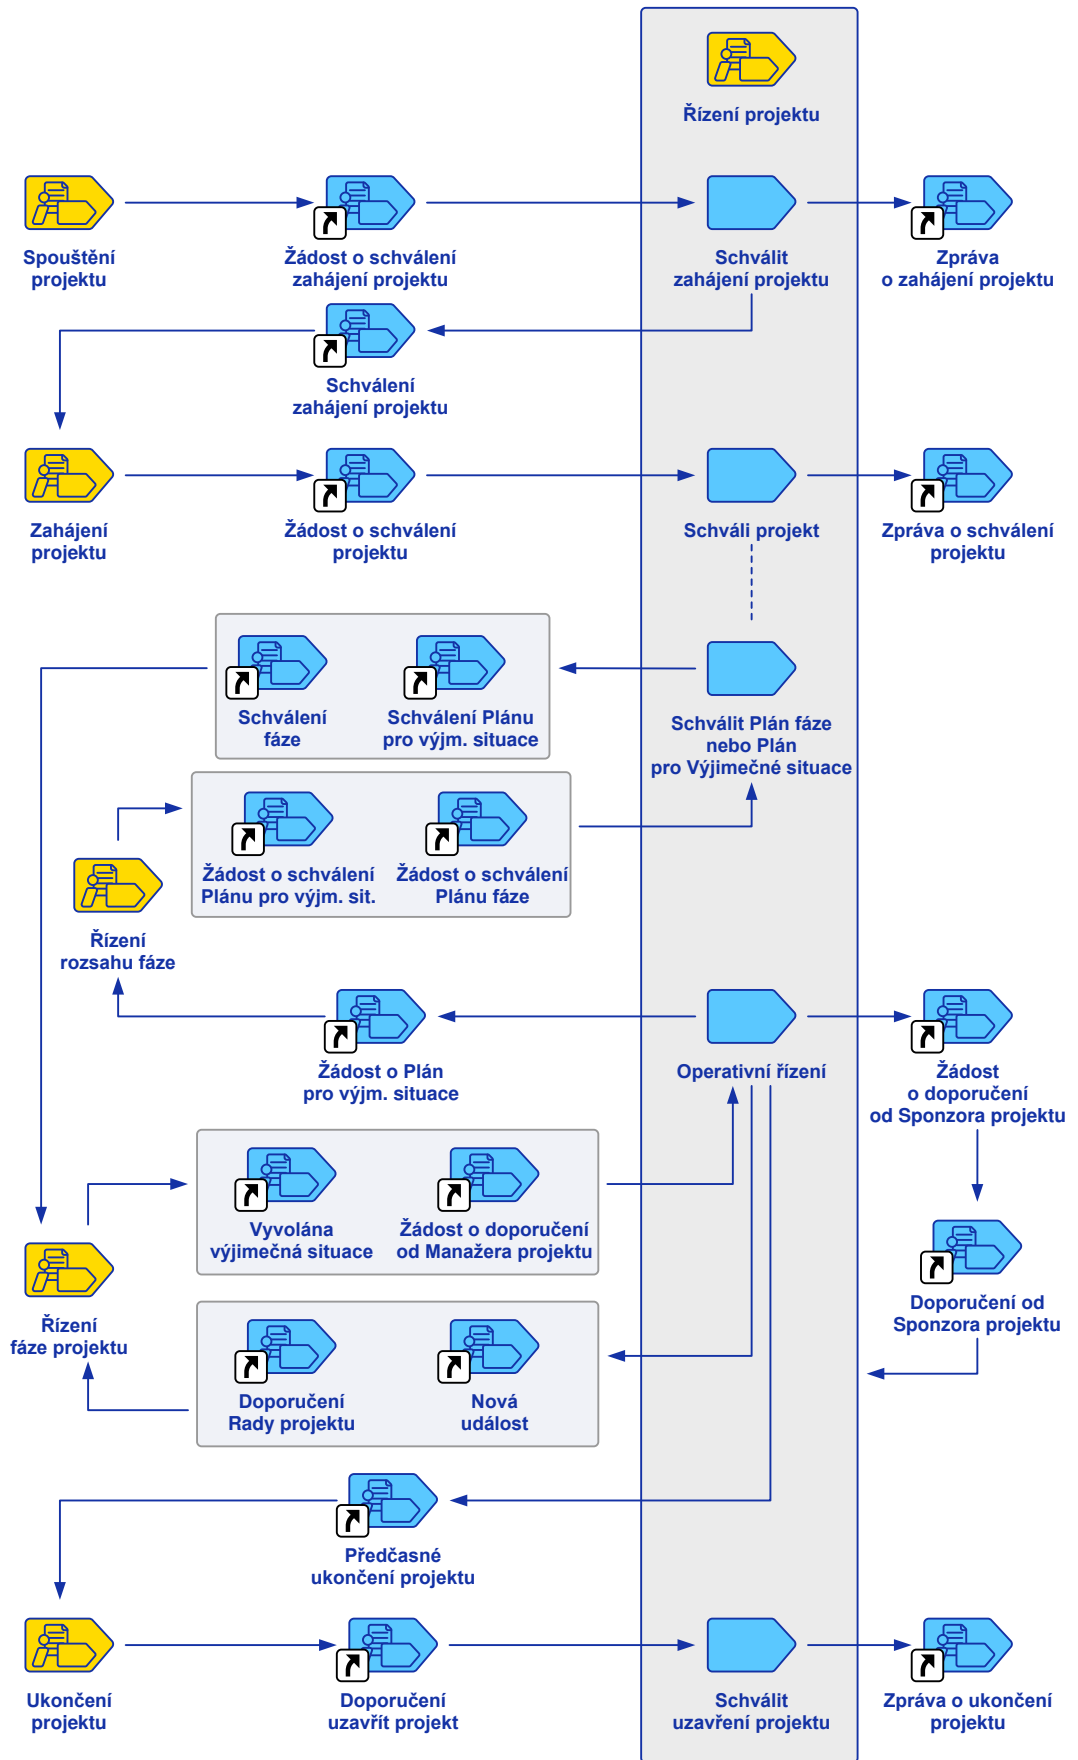 Řízení projektu
Spouštění
projektu
Žádost o schválení
zahájení projektu
Schválit
zahájení projektu
Zpráva
o zahájení projektu
Schválení
zahájení projektu
Zahájení
projektu
Žádost o schválení
projektu
Schváli projekt
Zpráva o schválení
projektu
Schválení
fáze
Schválení Plánu
pro výjm. situace
Schválit Plán fáze
nebo Plán
pro Výjimečné situace
Žádost o schválení
Plánu pro výjm. sit.
Žádost o schválení
Plánu fáze
Řízení
rozsahu fáze
Žádost o Plán
pro výjm. situace
Operativní řízení
Žádost
o doporučení
od Sponzora projektu
Vyvolána
výjimečná situace
Žádost o doporučení
od Manažera projektu
Řízení
fáze projektu
Doporučení od
Sponzora projektu
Doporučení
Rady projektu
Nová
událost
Předčasné
ukončení projektu
Ukončení
projektu
Doporučení
uzavřít projekt
Schválit
uzavření projektu
Zpráva o ukončení
projektu